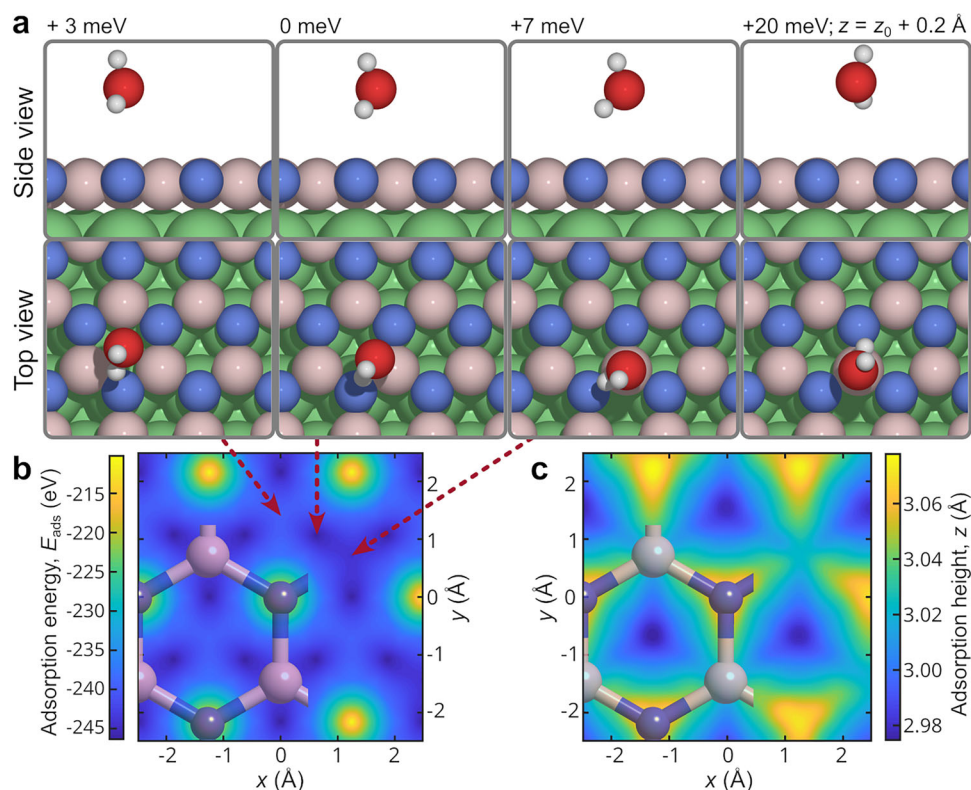 a
+ 3 meV
0 meV
+7 meV
+20 meV; z = z₀ + 0.2 Å
Side view
Top view
b
Adsorption energy, Eads (eV)
-215
-220
-225
-230
-235
-240
-245
2
1
0
-1
-2
y (Å)
-2
-1
0
1
2
x (Å)
c
2
1
0
-1
-2
y (Å)
-2
-1
0
1
2
x (Å)
3.06
3.04
3.02
3.00
2.98
Adsorption height, z (Å)